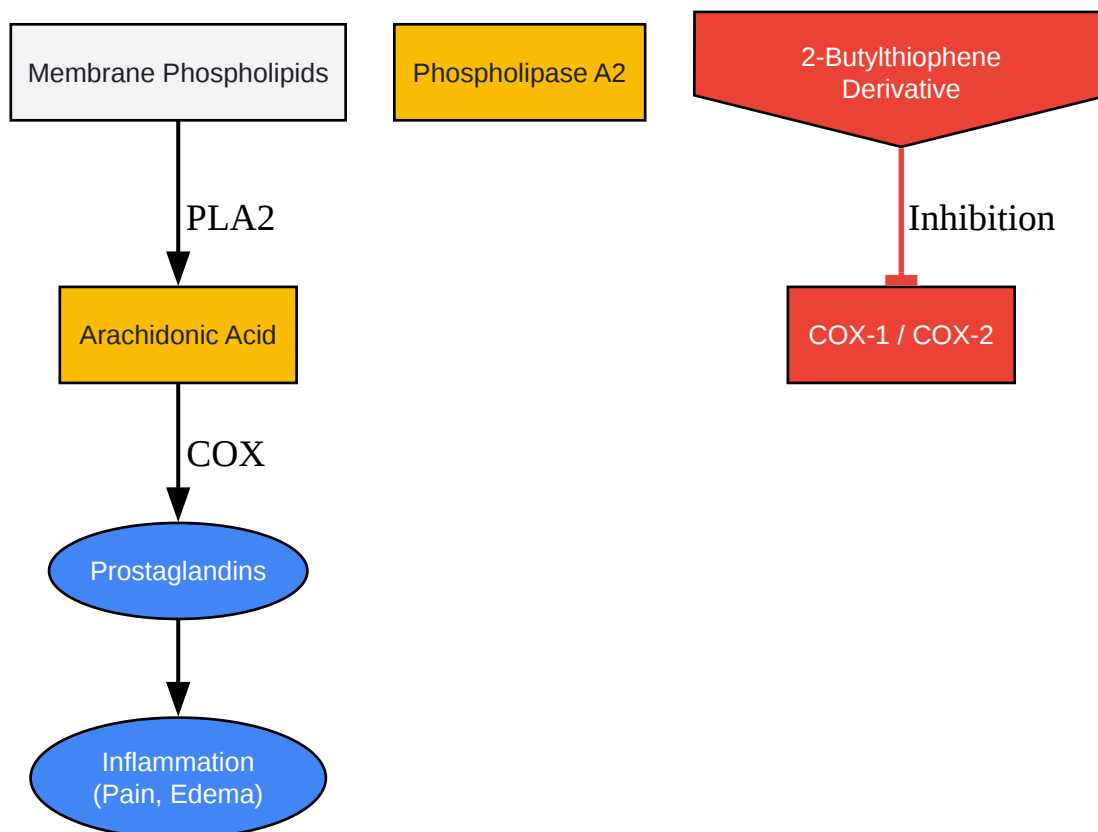 Membrane Phospholipids
Phospholipase A2
2-Butylthiophene
Derivative
PLA2
Inhibition
Arachidonic Acid
COX-1 / COX-2
COX
Prostaglandins
Inflammation
(Pain, Edema)